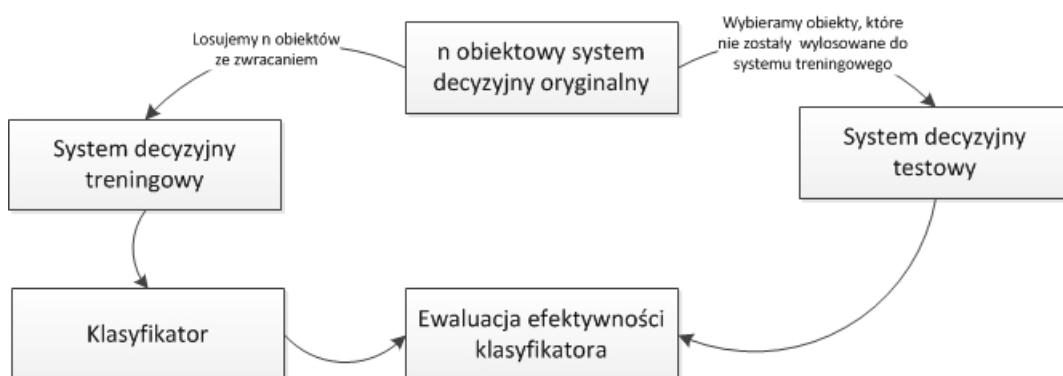 Losujemy n obiektów
ze zwracaniem
n obiektowy system
decyzyjny oryginalny
Wybieramy obiekty, które
nie zostały wylosowane do
systemu treningowego
System decyzyjny
treningowy
System decyzyjny
testowy
Klasyfikator
Ewaluacja efektywności
klasyfikatora